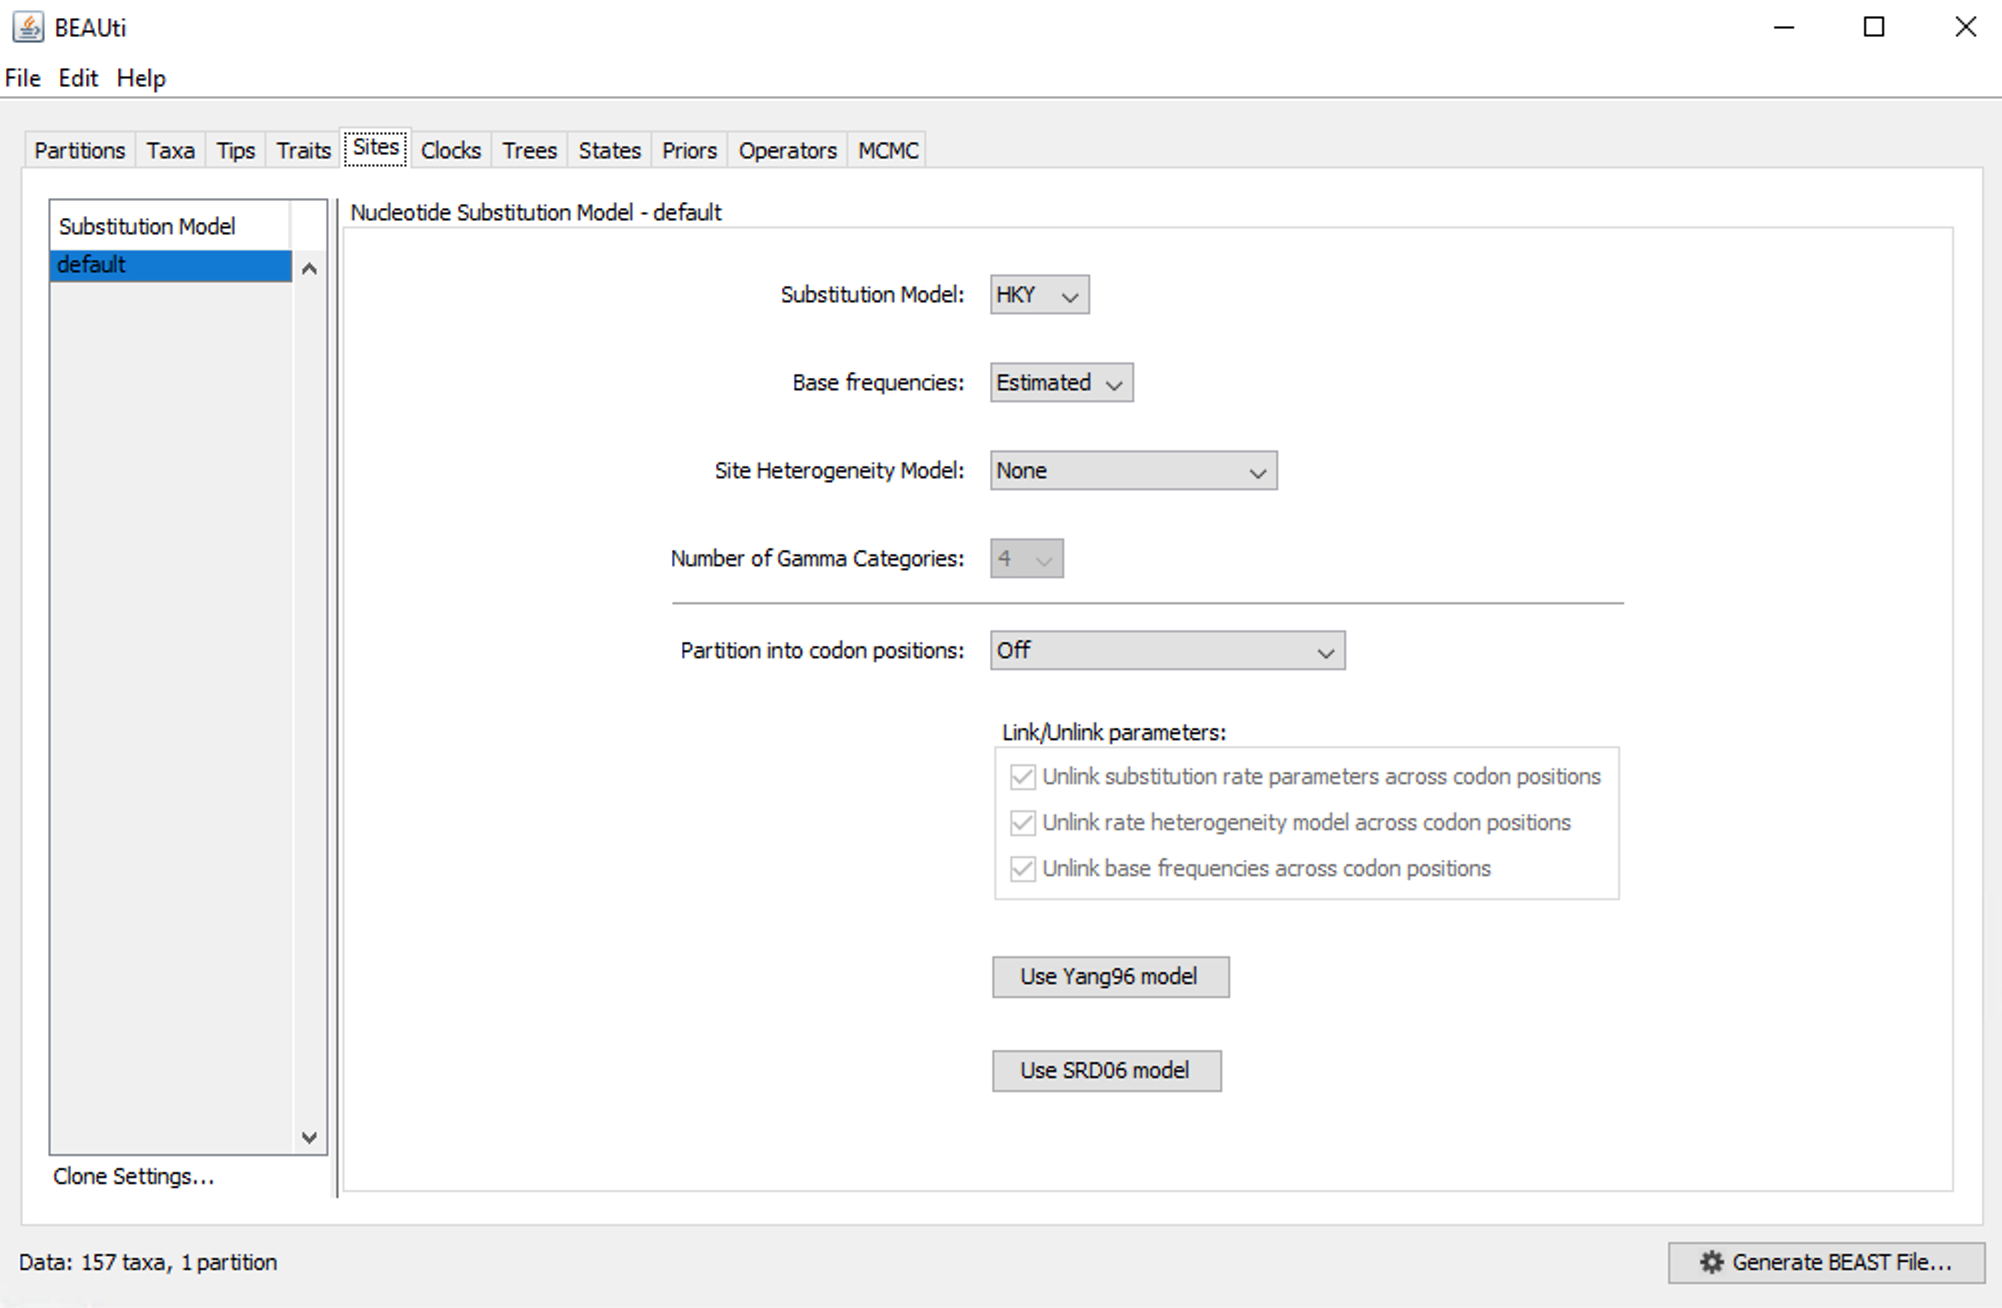 BEAUti
File Edit Help
Partitions Taxa Tips Traits Sites Clocks Trees States Priors Operators MCMC
Substitution Model
default
Clone Settings...
Nucleotide Substitution Model - default
Substitution Model: HKY
Base frequencies: Estimated
Site Heterogeneity Model: None
Number of Gamma Categories: 4
Partition into codon positions: Off
Link/Unlink parameters:
Unlink substitution rate parameters across codon positions
Unlink rate heterogeneity model across codon positions
Unlink base frequencies across codon positions
Use Yang96 model
Use SRD06 model
Data: 157 taxa, 1 partition
Generate BEAST File...